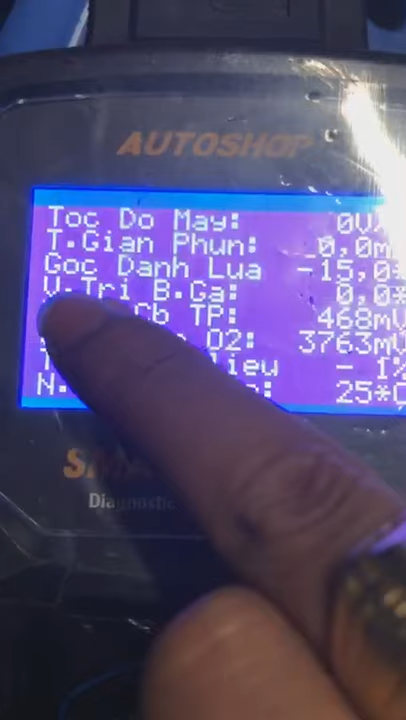 AUTOSHOP
Toc Do May: 0V/
T.Gian Phun: 0,0m
Goc Danh Lua -15,0*
V.Tri B.Ga: 0,0*
Cb TP: 468mV
O2: 3763mV
lieu - 1%
N. 25*C
Diagnostic